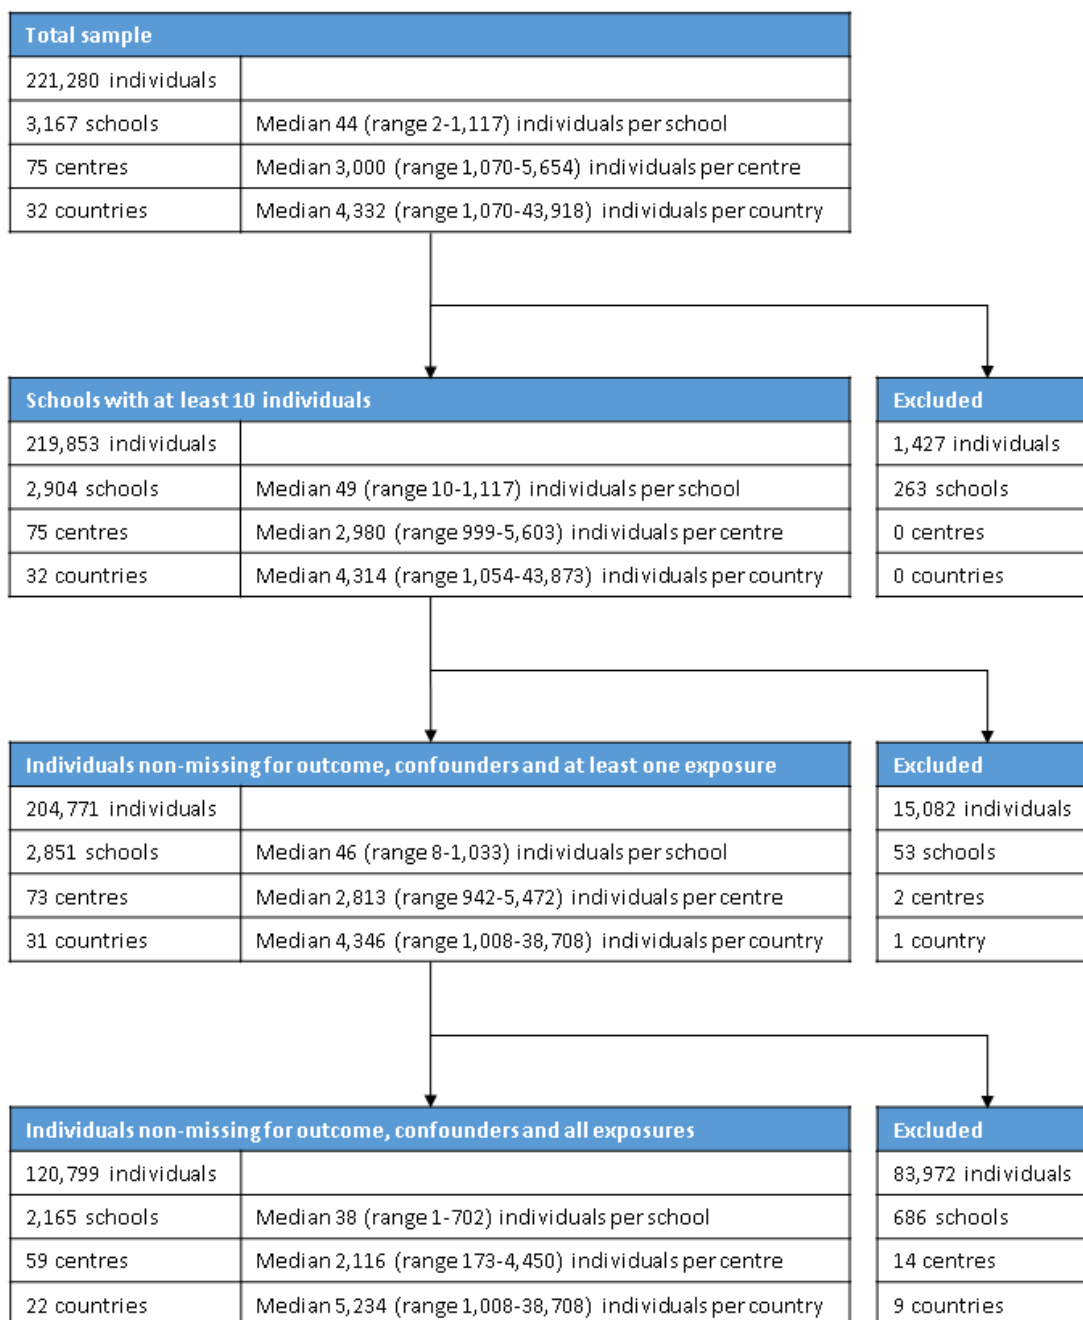 Total sample
221,280 individuals
3,167 schools Median 44 (range 2-1,117) individuals per school
75 centres Median 3,000 (range 1,070-5,654) individuals per centre
32 countries Median 4,332 (range 1,070-43,918) individuals per country
Schools with at least 10 individuals Excluded
219,853 individuals 1,427 individuals
2,904 schools Median 49 (range 10-1,117) individuals per school 263 schools
75 centres Median 2,980 (range 999-5,603) individuals per centre 0 centres
32 countries Median 4,314 (range 1,054-43,873) individuals per country 0 countries
Individuals non-missing for outcome, confounders and at least one exposure Excluded
204,771 individuals 15,082 individuals
2,851 schools Median 46 (range 8-1,033) individuals per school 53 schools
73 centres Median 2,813 (range 942-5,472) individuals per centre 2 centres
31 countries Median 4,346 (range 1,008-38,708) individuals per country 1 country
Individuals non-missing for outcome, confounders and all exposures Excluded
120,799 individuals 83,972 individuals
2,165 schools Median 38 (range 1-702) individuals per school 686 schools
59 centres Median 2,116 (range 173-4,450) individuals per centre 14 centres
22 countries Median 5,234 (range 1,008-38,708) individuals per country 9 countries